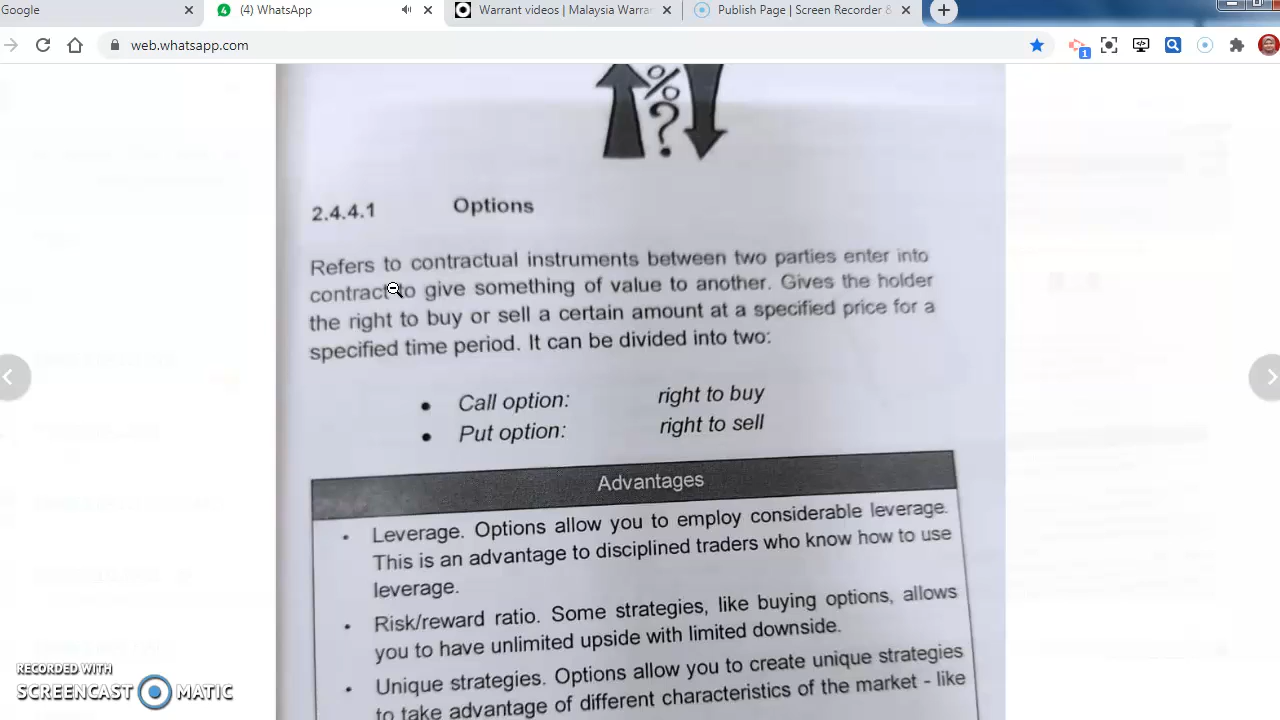 Google
(4) WhatsApp
Warrant videos | Malaysia Warra
Publish Page | Screen Recorder &
web.whatsapp.com
1
%
?
2.4.4.1 Options
Refers to contractual instruments between two parties enter into
contract to give something of value to another. Gives the holder
the right to buy or sell a certain amount at a specified price for a
specified time period. It can be divided into two:
• Call option: right to buy
• Put option: right to sell
Advantages
• Leverage. Options allow you to employ considerable leverage.
This is an advantage to disciplined traders who know how to use
leverage.
• Risk/reward ratio. Some strategies, like buying options, allows
you to have unlimited upside with limited downside.
• Unique strategies. Options allow you to create unique strategies
to take advantage of different characteristics of the market - like
RECORDED WITH
SCREENCAST MATIC